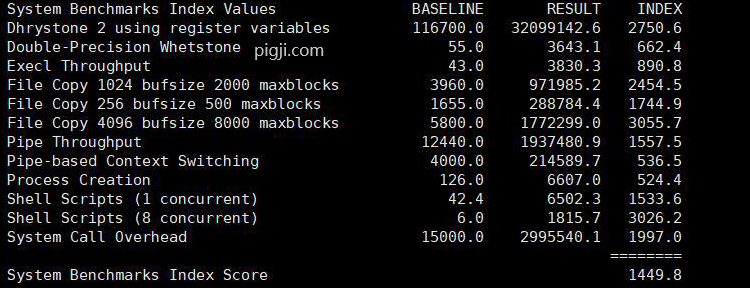 System Benchmarks Index Values BASELINE RESULT INDEX
Dhrystone 2 using register variables 116700.0 32099142.6 2750.6
Double-Precision Whetstone 55.0 3643.1 662.4
pigji.com
Execl Throughput 43.0 3830.3 890.8
File Copy 1024 bufsize 2000 maxblocks 3960.0 971985.2 2454.5
File Copy 256 bufsize 500 maxblocks 1655.0 288784.4 1744.9
File Copy 4096 bufsize 8000 maxblocks 5800.0 1772299.0 3055.7
Pipe Throughput 12440.0 1937480.9 1557.5
Pipe-based Context Switching 4000.0 214589.7 536.5
Process Creation 126.0 6607.0 524.4
Shell Scripts (1 concurrent) 42.4 6502.3 1533.6
Shell Scripts (8 concurrent) 6.0 1815.7 3026.2
System Call Overhead 15000.0 2995540.1 1997.0
========
System Benchmarks Index Score 1449.8